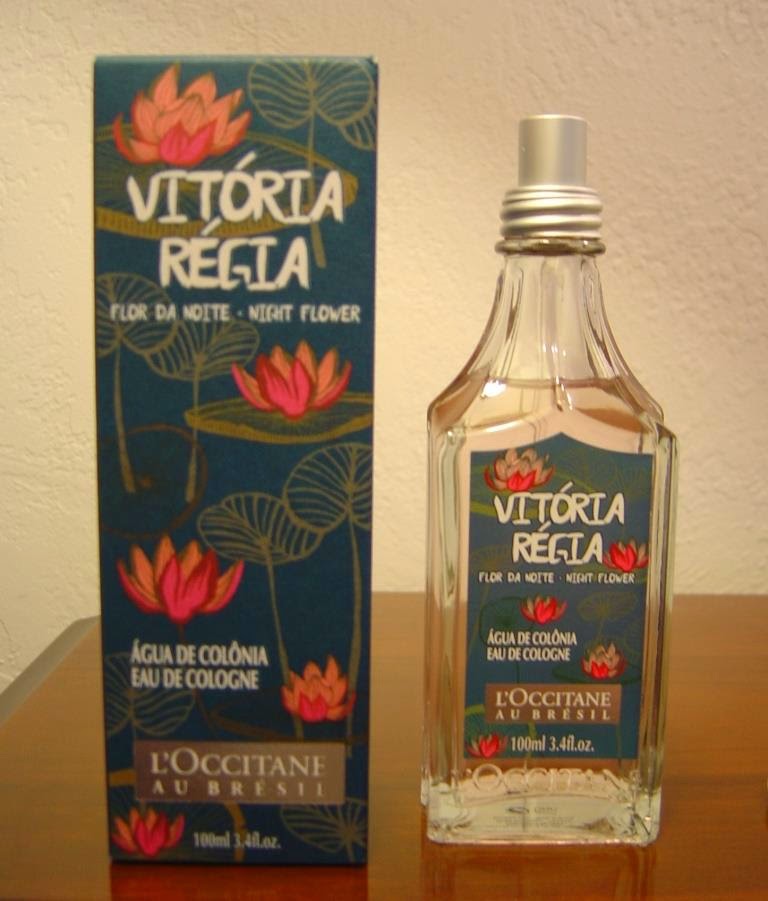 VITÓRIA
RÉGIA
FLOR DA NOITE · NIGHT FLOWER
ÁGUA DE COLÔNIA
EAU DE COLOGNE
L'OCCITANE
AU BRÉSIL
100ml 3.4fl.oz.
VITÓRIA
RÉGIA
FLOR DA NOITE · NIGHT FLOWER
ÁGUA DE COLÔNIA
EAU DE COLOGNE
L'OCCITANE
AU BRÉSIL
100ml 3.4fl.oz.
L'OCCITANE